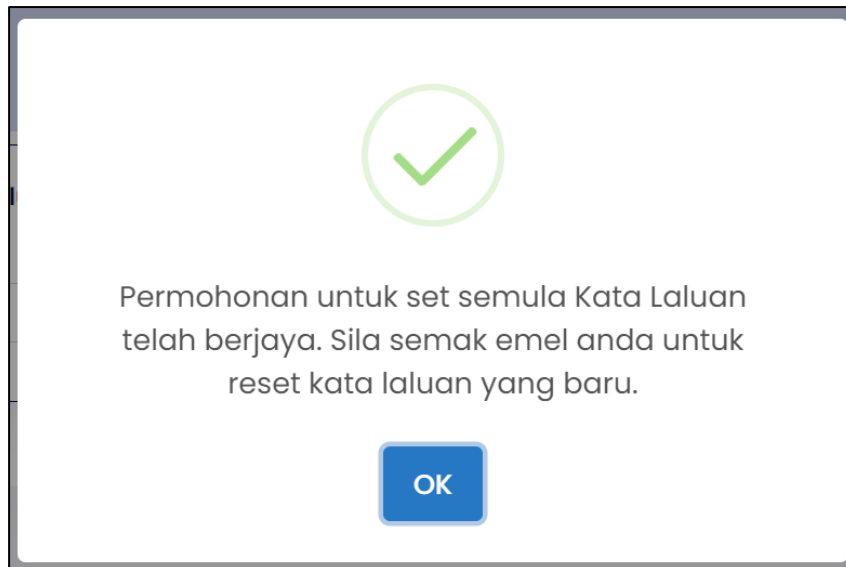 Permohonan untuk set semula Kata Laluan
telah berjaya. Sila semak emel anda untuk
reset kata laluan yang baru.
OK